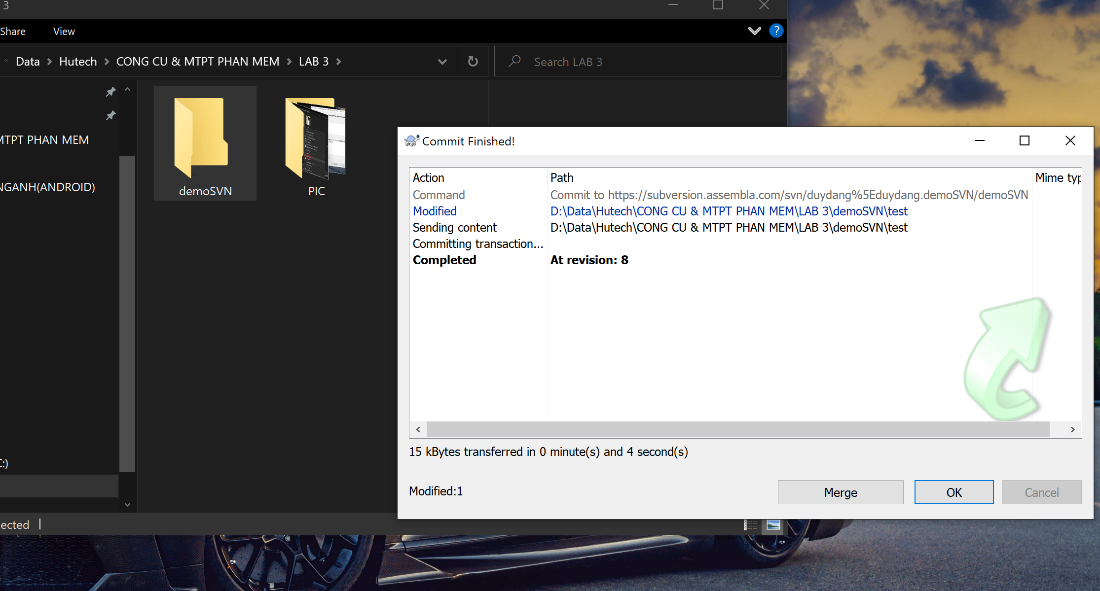 3
Share View
Data > Hutech > CONG CU & MTPT PHAN MEM > LAB 3 >
Search LAB 3
MTPT PHAN MEM
NGANH(ANDROID)
demoSVN
PIC
C:)
ected
Commit Finished!
Action Path Mime typ
Command Commit to https://subversion.assembla.com/svn/duydang%5Eduydang.demoSVN/demoSVN
Modified D:\Data\Hutech\CONG CU & MTPT PHAN MEM\LAB 3\demoSVN\test
Sending content D:\Data\Hutech\CONG CU & MTPT PHAN MEM\LAB 3\demoSVN\test
Committing transaction...
Completed At revision: 8
15 kBytes transferred in 0 minute(s) and 4 second(s)
Modified:1
Merge OK Cancel